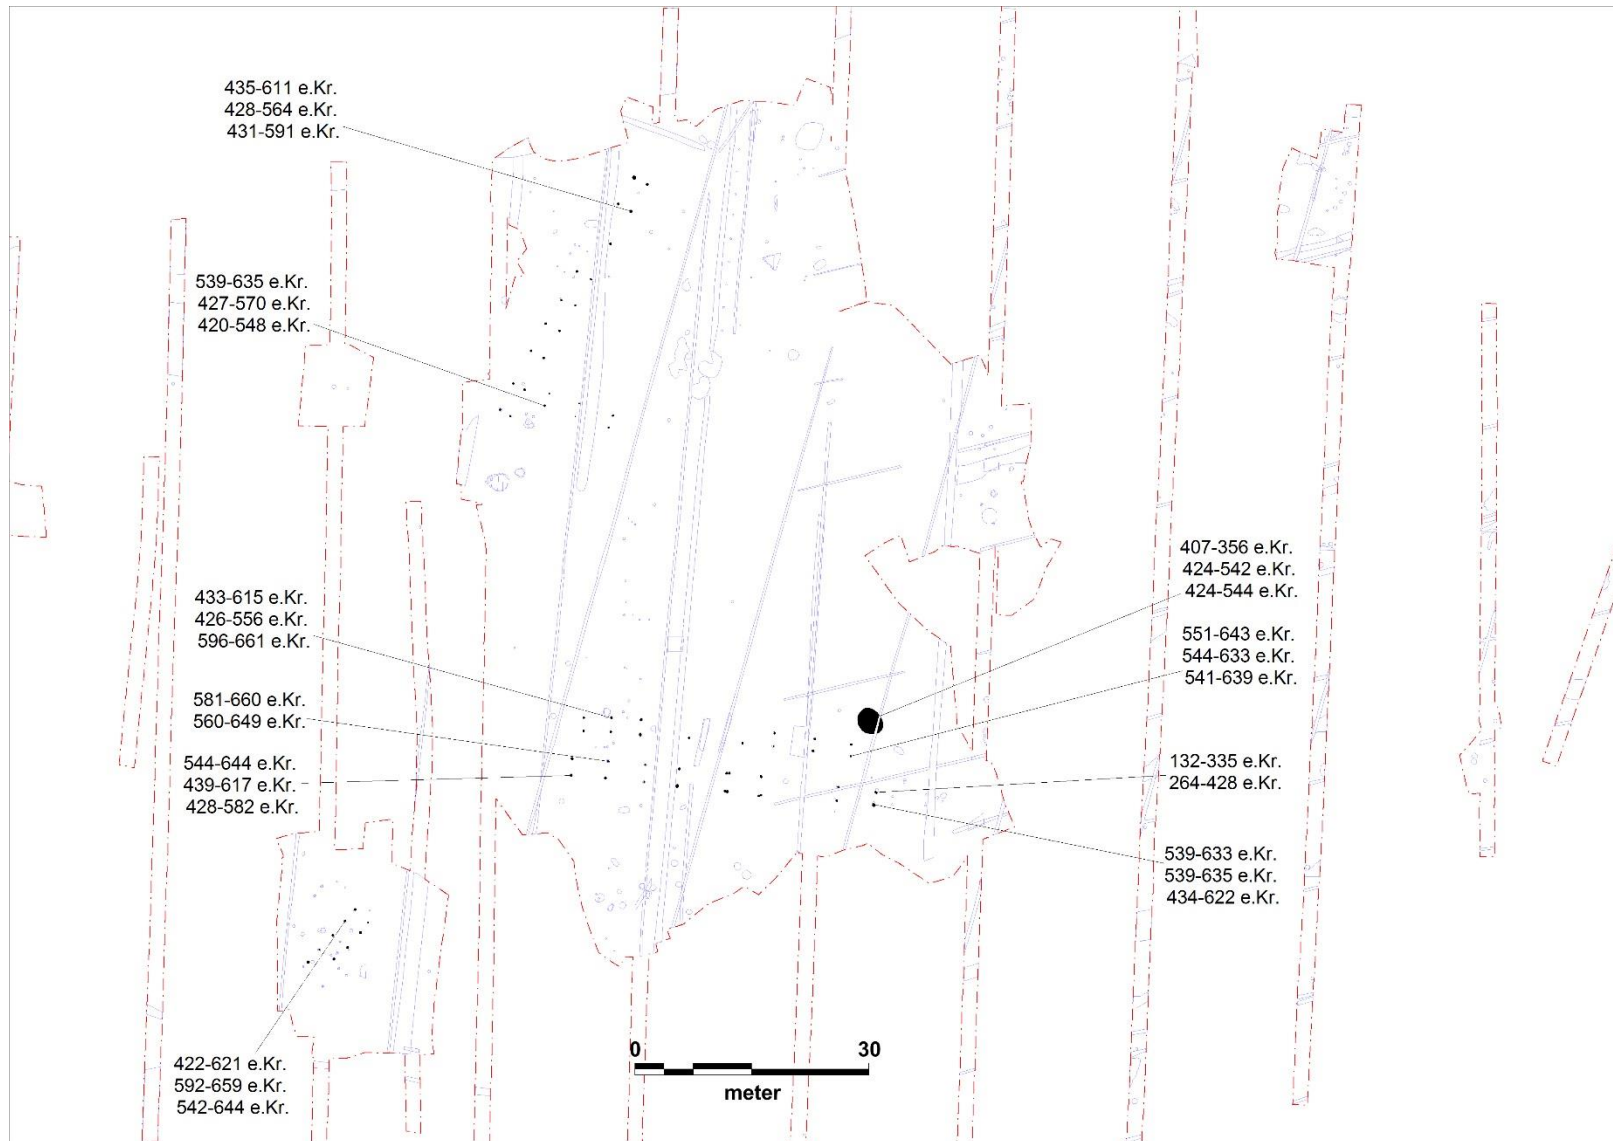 435-611 e.Kr.
428-564 e.Kr.
431-591 e.Kr.
539-635 e.Kr.
427-570 e.Kr.
420-548 e.Kr.
433-615 e.Kr.
426-556 e.Kr.
596-661 e.Kr.
581-660 e.Kr.
560-649 e.Kr.
544-644 e.Kr.
439-617 e.Kr.
428-582 e.Kr.
422-621 e.Kr.
592-659 e.Kr.
542-644 e.Kr.
407-356 e.Kr.
424-542 e.Kr.
424-544 e.Kr.
551-643 e.Kr.
544-633 e.Kr.
541-639 e.Kr.
132-335 e.Kr.
264-428 e.Kr.
539-633 e.Kr.
539-635 e.Kr.
434-622 e.Kr.
0 30
meter